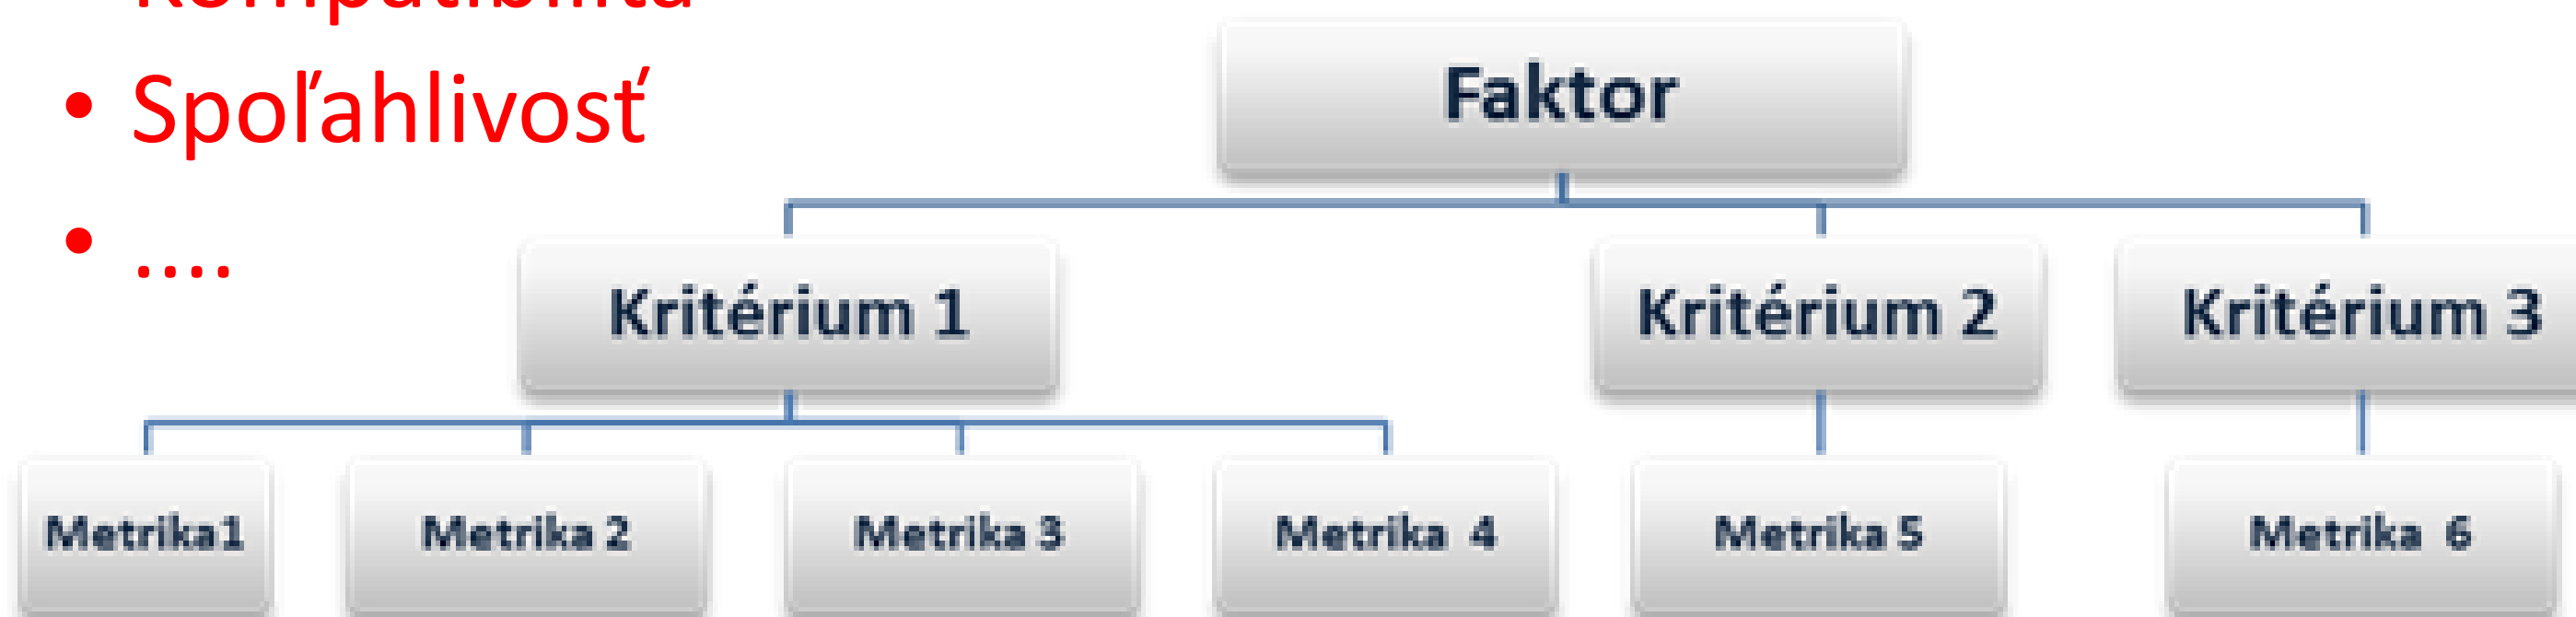 • Spoľahlivosť
• ....
Faktor
Kritérium 1
Kritérium 2
Kritérium 3
Metrika1
Metrika 2
Metrika 3
Metrika 4
Metrika 5
Metrika 6